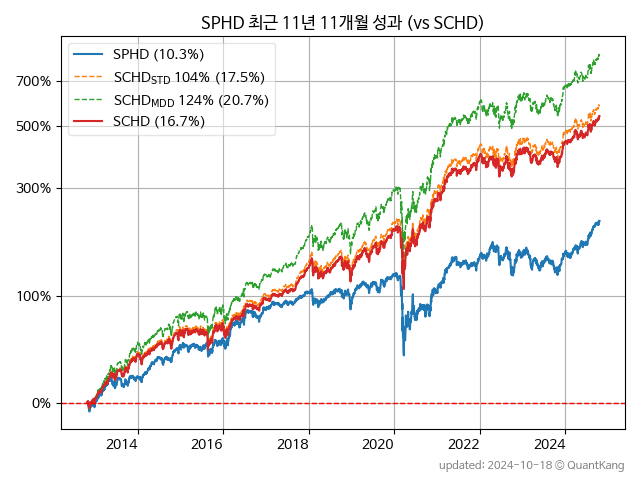 SPHD 최근 11년 11개월 성과 (vs SCHD)
SPHD (10.3%)
SCHD_STD 104% (17.5%)
SCHD_MDD 124% (20.7%)
SCHD (16.7%)
700%
500%
300%
100%
0%
2014 2016 2018 2020 2022 2024
updated: 2024-10-18 © QuantKang